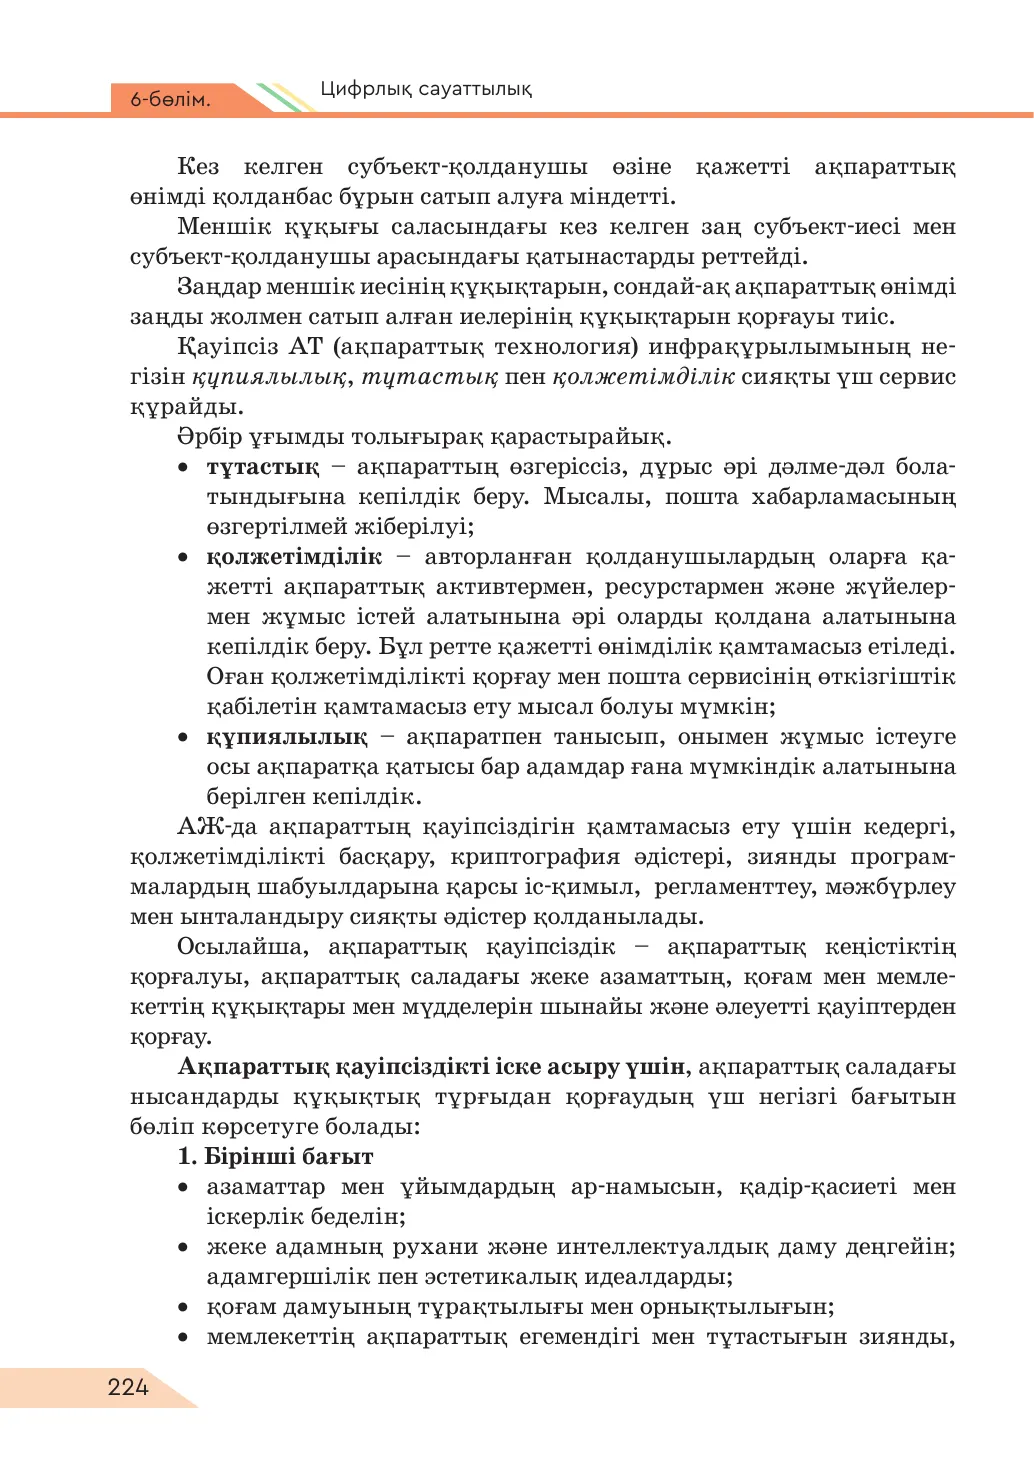 6-бөлім.
Цифрлық сауаттылық
Кез келген субъект-қолданушы өзіне қажетті ақпараттық
өнімді қолданбас бұрын сатып алуға міндетті.
Меншік құқығы саласындағы кез келген заң субъект-иесі мен
субъект-қолданушы арасындағы қатынастарды реттейді.
Заңдар меншік иесінің құқықтарын, сондай-ақ ақпараттық өнімді
заңды жолмен сатып алған иелерінің құқықтарын қорғауы тиіс.
Қауіпсіз АТ (ақпараттық технология) инфрақұрылымының не-
гізін құпиялылық, тұтастық пен қолжетімділік сияқты үш сервис
құрайды.
Әрбір ұғымды толығырақ қарастырайық.
• тұтастық – ақпараттың өзгеріссіз, дұрыс әрі дәлме-дәл бола-
тындығына кепілдік беру. Мысалы, пошта хабарламасының
өзгертілмей жіберілуі;
• қолжетімділік – авторланған қолданушылардың оларға қа-
жетті ақпараттық активтермен, ресурстармен және жүйелер-
мен жұмыс істей алатынына әрі оларды қолдана алатынына
кепілдік беру. Бұл ретте қажетті өнімділік қамтамасыз етіледі.
Оған қолжетімділікті қорғау мен пошта сервисінің өткізгіштік
қабілетін қамтамасыз ету мысал болуы мүмкін;
• құпиялылық – ақпаратпен танысып, онымен жұмыс істеуге
осы ақпаратқа қатысы бар адамдар ғана мүмкіндік алатынына
берілген кепілдік.
АЖ-да ақпараттың қауіпсіздігін қамтамасыз ету үшін кедергі,
қолжетімділікті басқару, криптография әдістері, зиянды програм-
малардың шабуылдарына қарсы іс-қимыл, регламенттеу, мәжбүрлеу
мен ынталандыру сияқты әдістер қолданылады.
Осылайша, ақпараттық қауіпсіздік – ақпараттық кеңістіктің
қорғалуы, ақпараттық саладағы жеке азаматтың, қоғам мен мемле-
кеттің құқықтары мен мүдделерін шынайы және әлеуетті қауіптерден
қорғау.
Ақпараттық қауіпсіздікті іске асыру үшін, ақпараттық саладағы
нысандарды құқықтық тұрғыдан қорғаудың үш негізгі бағытын
бөліп көрсетуге болады:
1. Бірінші бағыт
• азаматтар мен ұйымдардың ар-намысын, қадір-қасиеті мен
іскерлік беделін;
• жеке адамның рухани және интеллектуалдық даму деңгейін;
адамгершілік пен эстетикалық идеалдарды;
• қоғам дамуының тұрақтылығы мен орнықтылығын;
• мемлекеттің ақпараттық егемендігі мен тұтастығын зиянды,
224